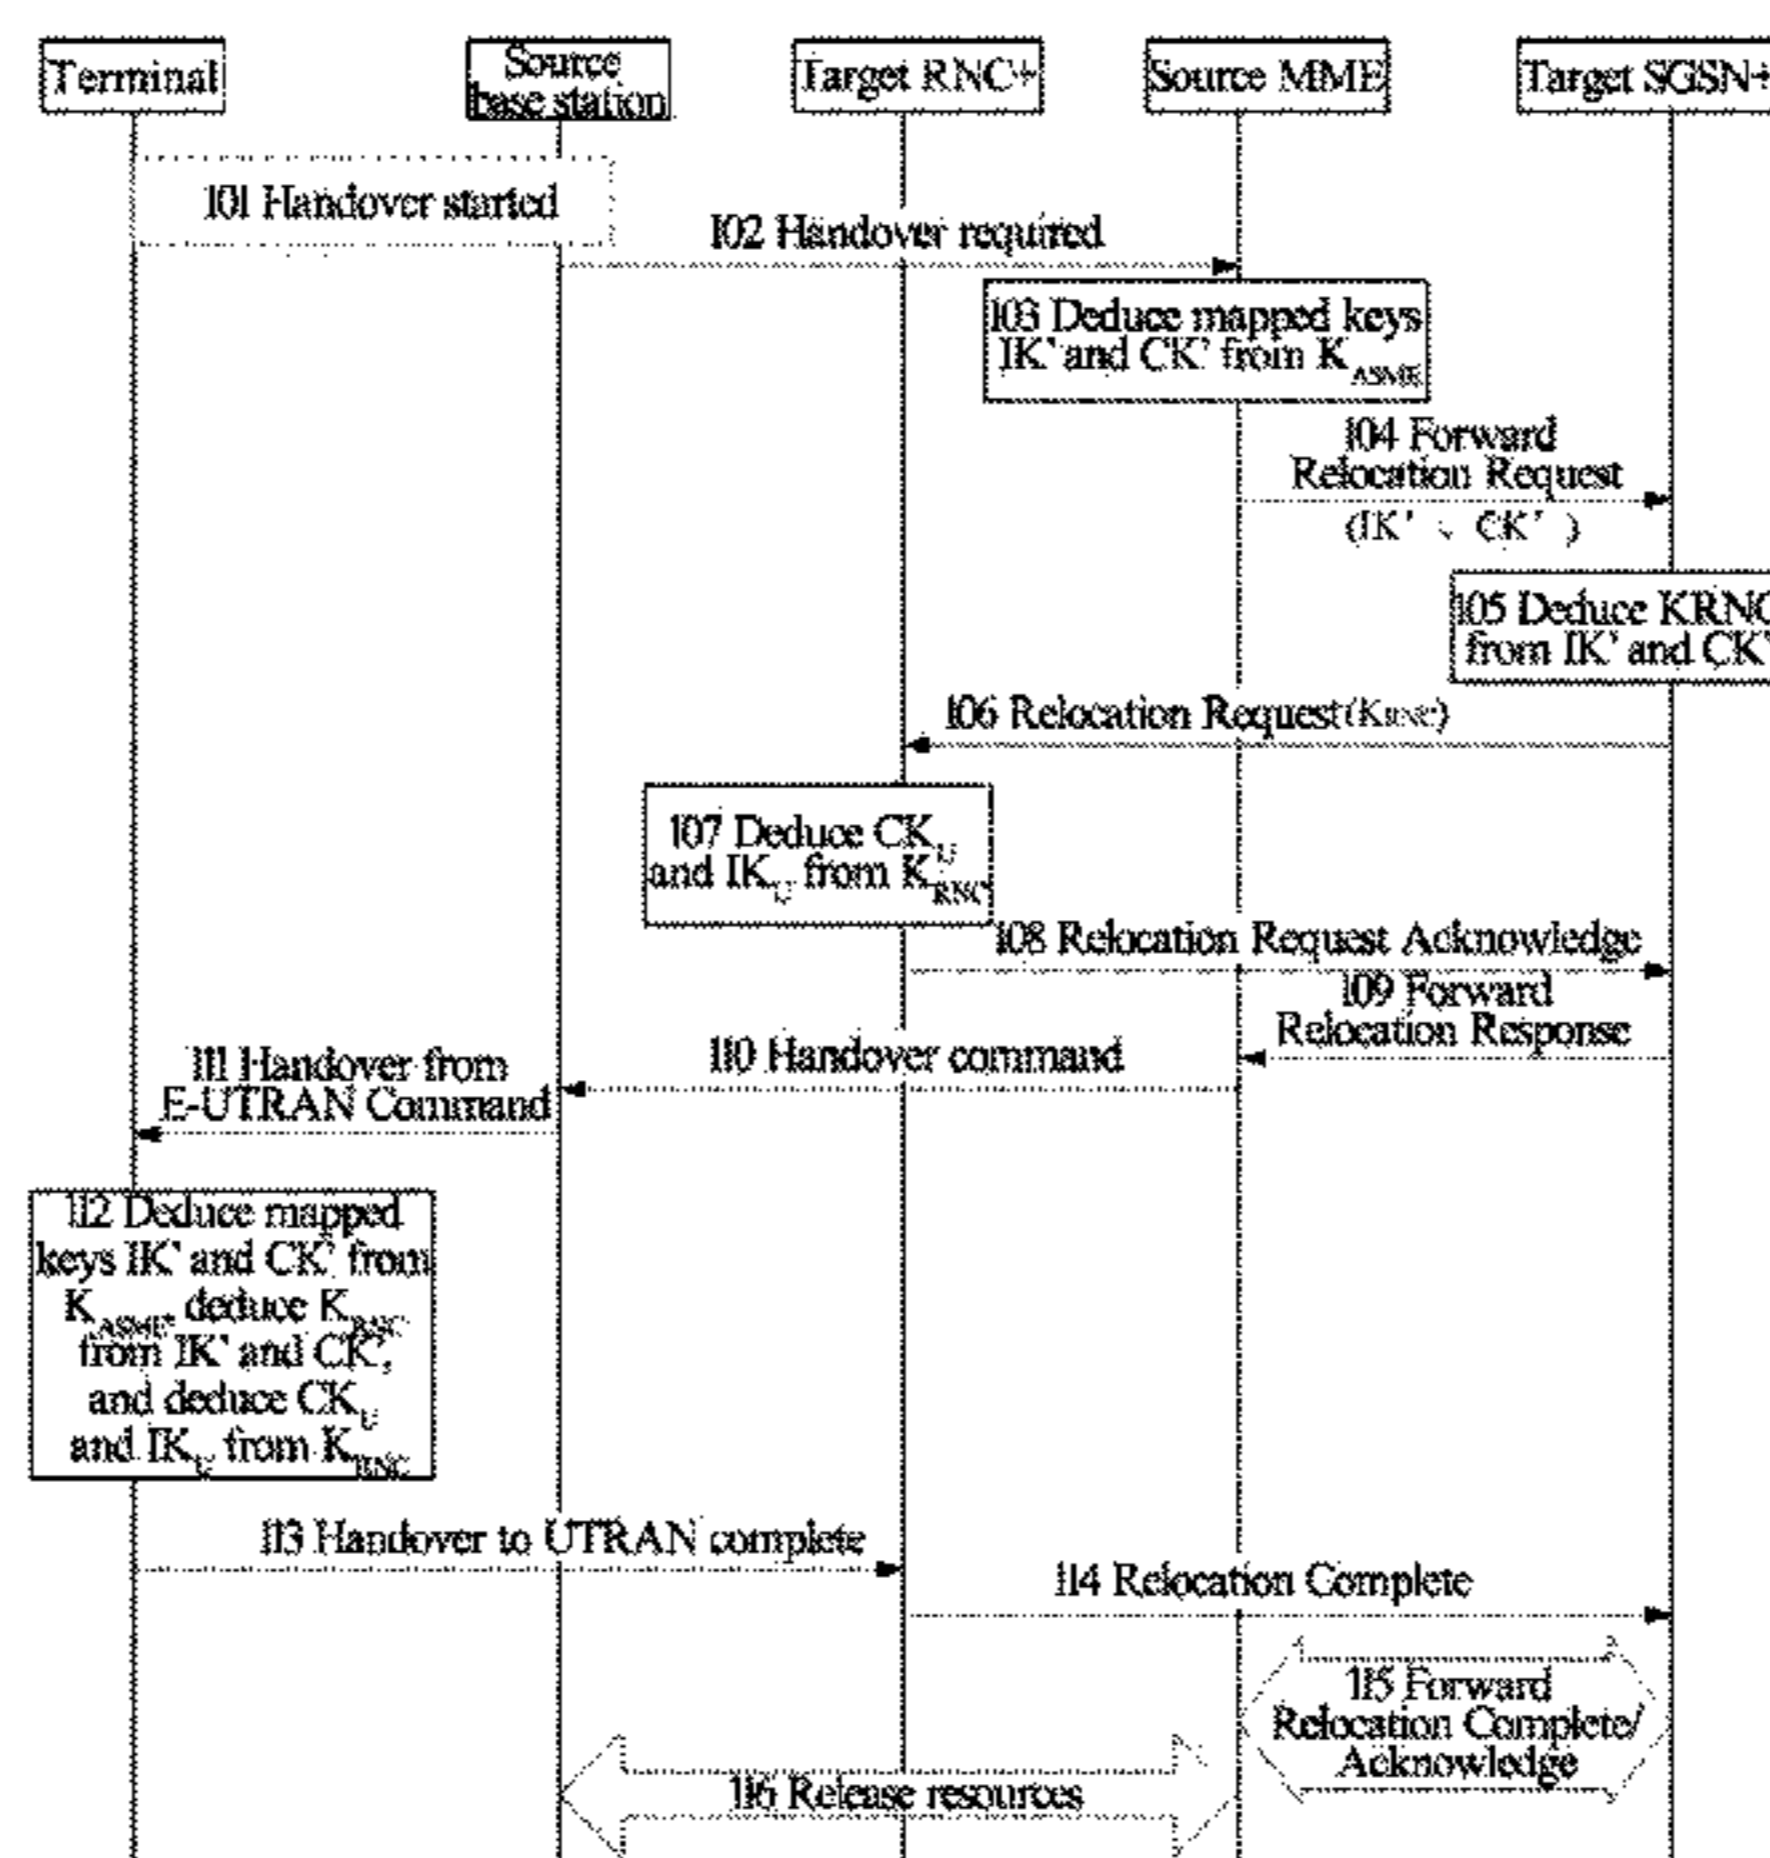 Terminal
Source
base station
Target RNC+
Source MME
Target SGSN+
101 Handover started
102 Handover required
103 Deduce mapped keys
IK' and CK' from K_ASME
104 Forward
Relocation Request
(IK' 、 CK' )
105 Deduce KRNC
from IK' and CK'
106 Relocation Request(K_RNC)
107 Deduce CK_U
and IK_U from K_RNC
108 Relocation Request Acknowledge
109 Forward
Relocation Response
110 Handover command
111 Handover from
E-UTRAN Command
112 Deduce mapped
keys IK' and CK' from
K_ASME, deduce K_RNC
from IK' and CK',
and deduce CK_U
and IK_U from K_RNC
113 Handover to UTRAN complete
114 Relocation Complete
115 Forward
Relocation Complete/
Acknowledge
116 Release resources